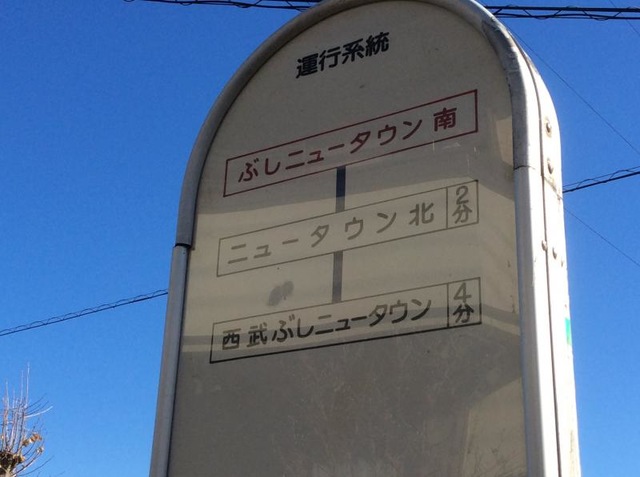 運行系統
ぶしニュータウン南
ニュータウン北 2分
西武ぶしニュータウン 4分